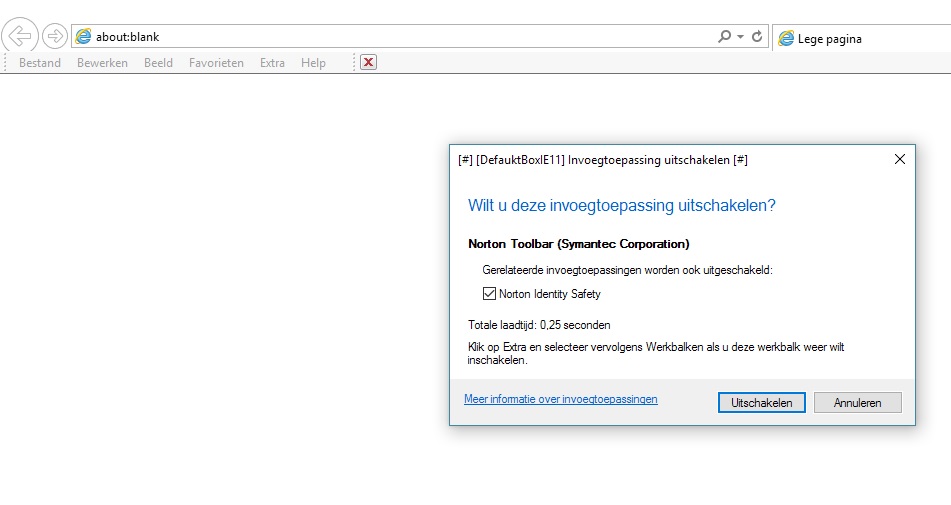 about:blank
Lege pagina
Bestand Bewerken Beeld Favorieten Extra Help
[#] [DefauktBoxIE11] Invoegtoepassing uitschakelen [#]
Wilt u deze invoegtoepassing uitschakelen?
Norton Toolbar (Symantec Corporation)
Gerelateerde invoegtoepassingen worden ook uitgeschakeld:
Norton Identity Safety
Totale laadtijd: 0,25 seconden
Klik op Extra en selecteer vervolgens Werkbalken als u deze werkbalk weer wilt
inschakelen.
Meer informatie over invoegtoepassingen
Uitschakelen
Annuleren